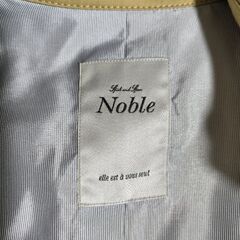 Spick and Span
Noble
elle est à vous seul